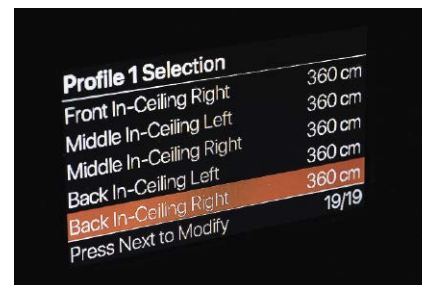 Profile 1 Selection
Front In-Ceiling Right 360 cm
Middle In-Ceiling Left 360 cm
Middle In-Ceiling Right 360 cm
Back In-Ceiling Left 360 cm
Back In-Ceiling Right 360 cm
Press Next to Modify 19/19